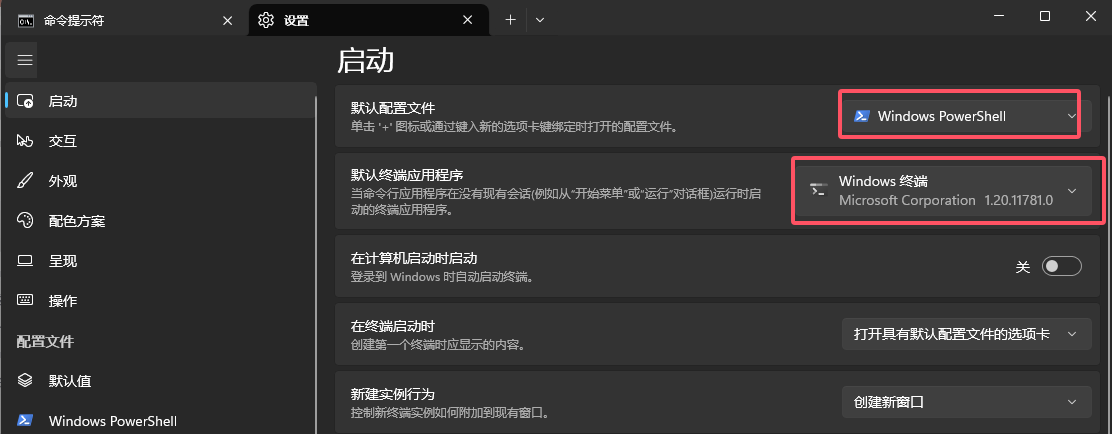 命令提示符
设置
启动
启动
交互
外观
配色方案
呈现
操作
配置文件
默认值
Windows PowerShell
默认配置文件
单击 '+' 图标或通过键入新的选项卡键绑定时打开的配置文件。
Windows PowerShell
默认终端应用程序
当命令行应用程序在没有现有会话(例如从“开始菜单”或“运行”对话框)运行时启
动的终端应用程序。
Windows 终端
Microsoft Corporation 1.20.11781.0
在计算机启动时启动
登录到 Windows 时自动启动终端。
关
在终端启动时
创建第一个终端时应显示的内容。
打开具有默认配置文件的选项卡
新建实例行为
控制新终端实例如何附加到现有窗口。
创建新窗口